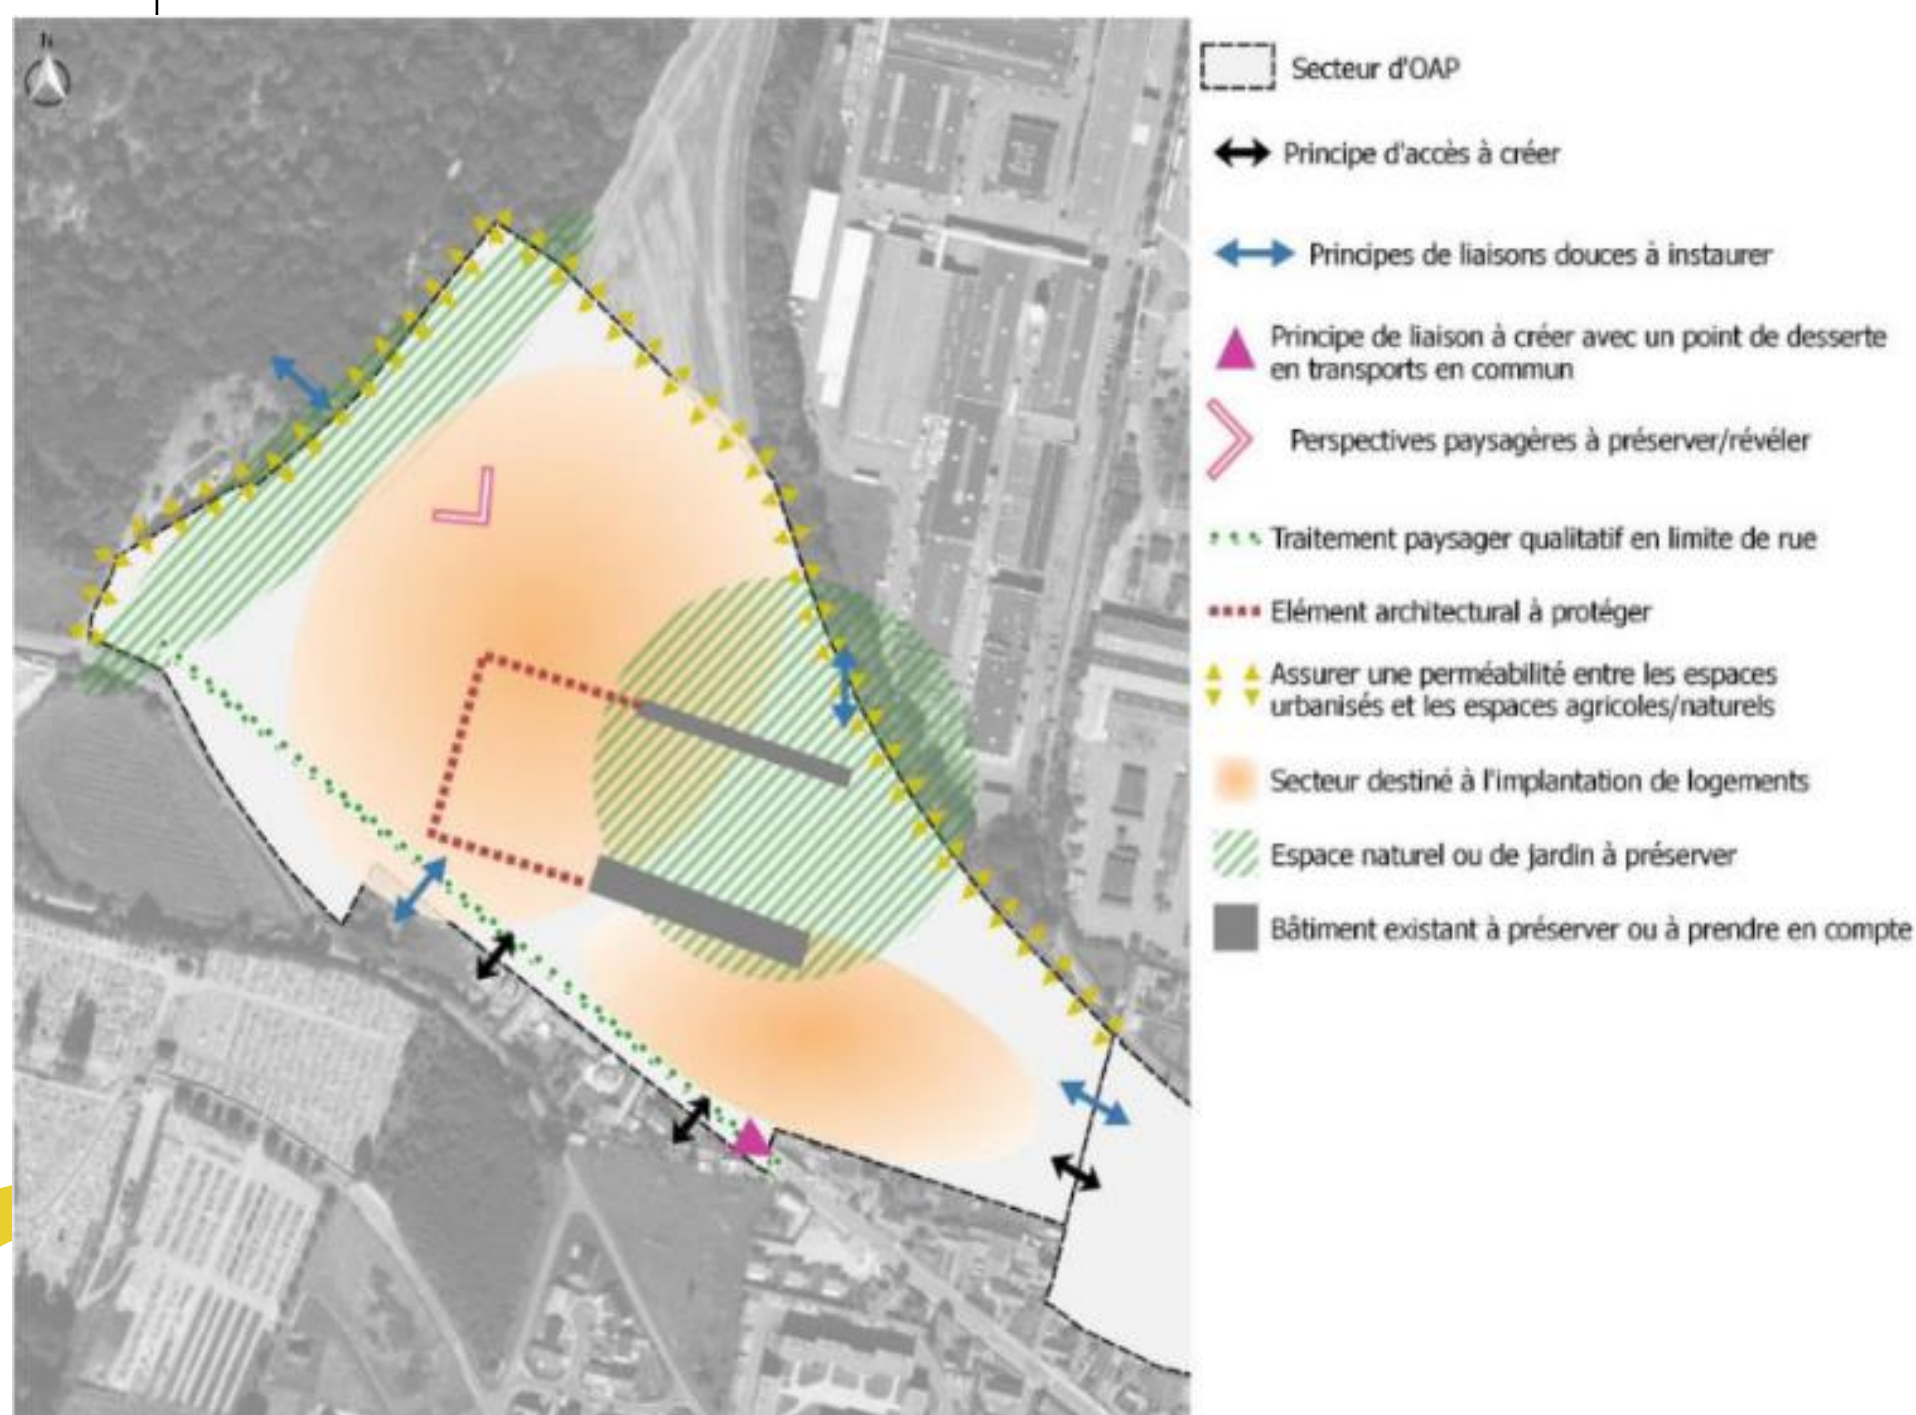 N
Secteur d'OAP
Principe d'accès à créer
Principes de liaisons douces à instaurer
Principe de liaison à créer avec un point de desserte
en transports en commun
Perspectives paysagères à préserver/révéler
Traitement paysager qualitatif en limite de rue
Elément architectural à protéger
Assurer une perméabilité entre les espaces
urbanisés et les espaces agricoles/naturels
Secteur destiné à l'implantation de logements
Espace naturel ou de jardin à préserver
Bâtiment existant à préserver ou à prendre en compte